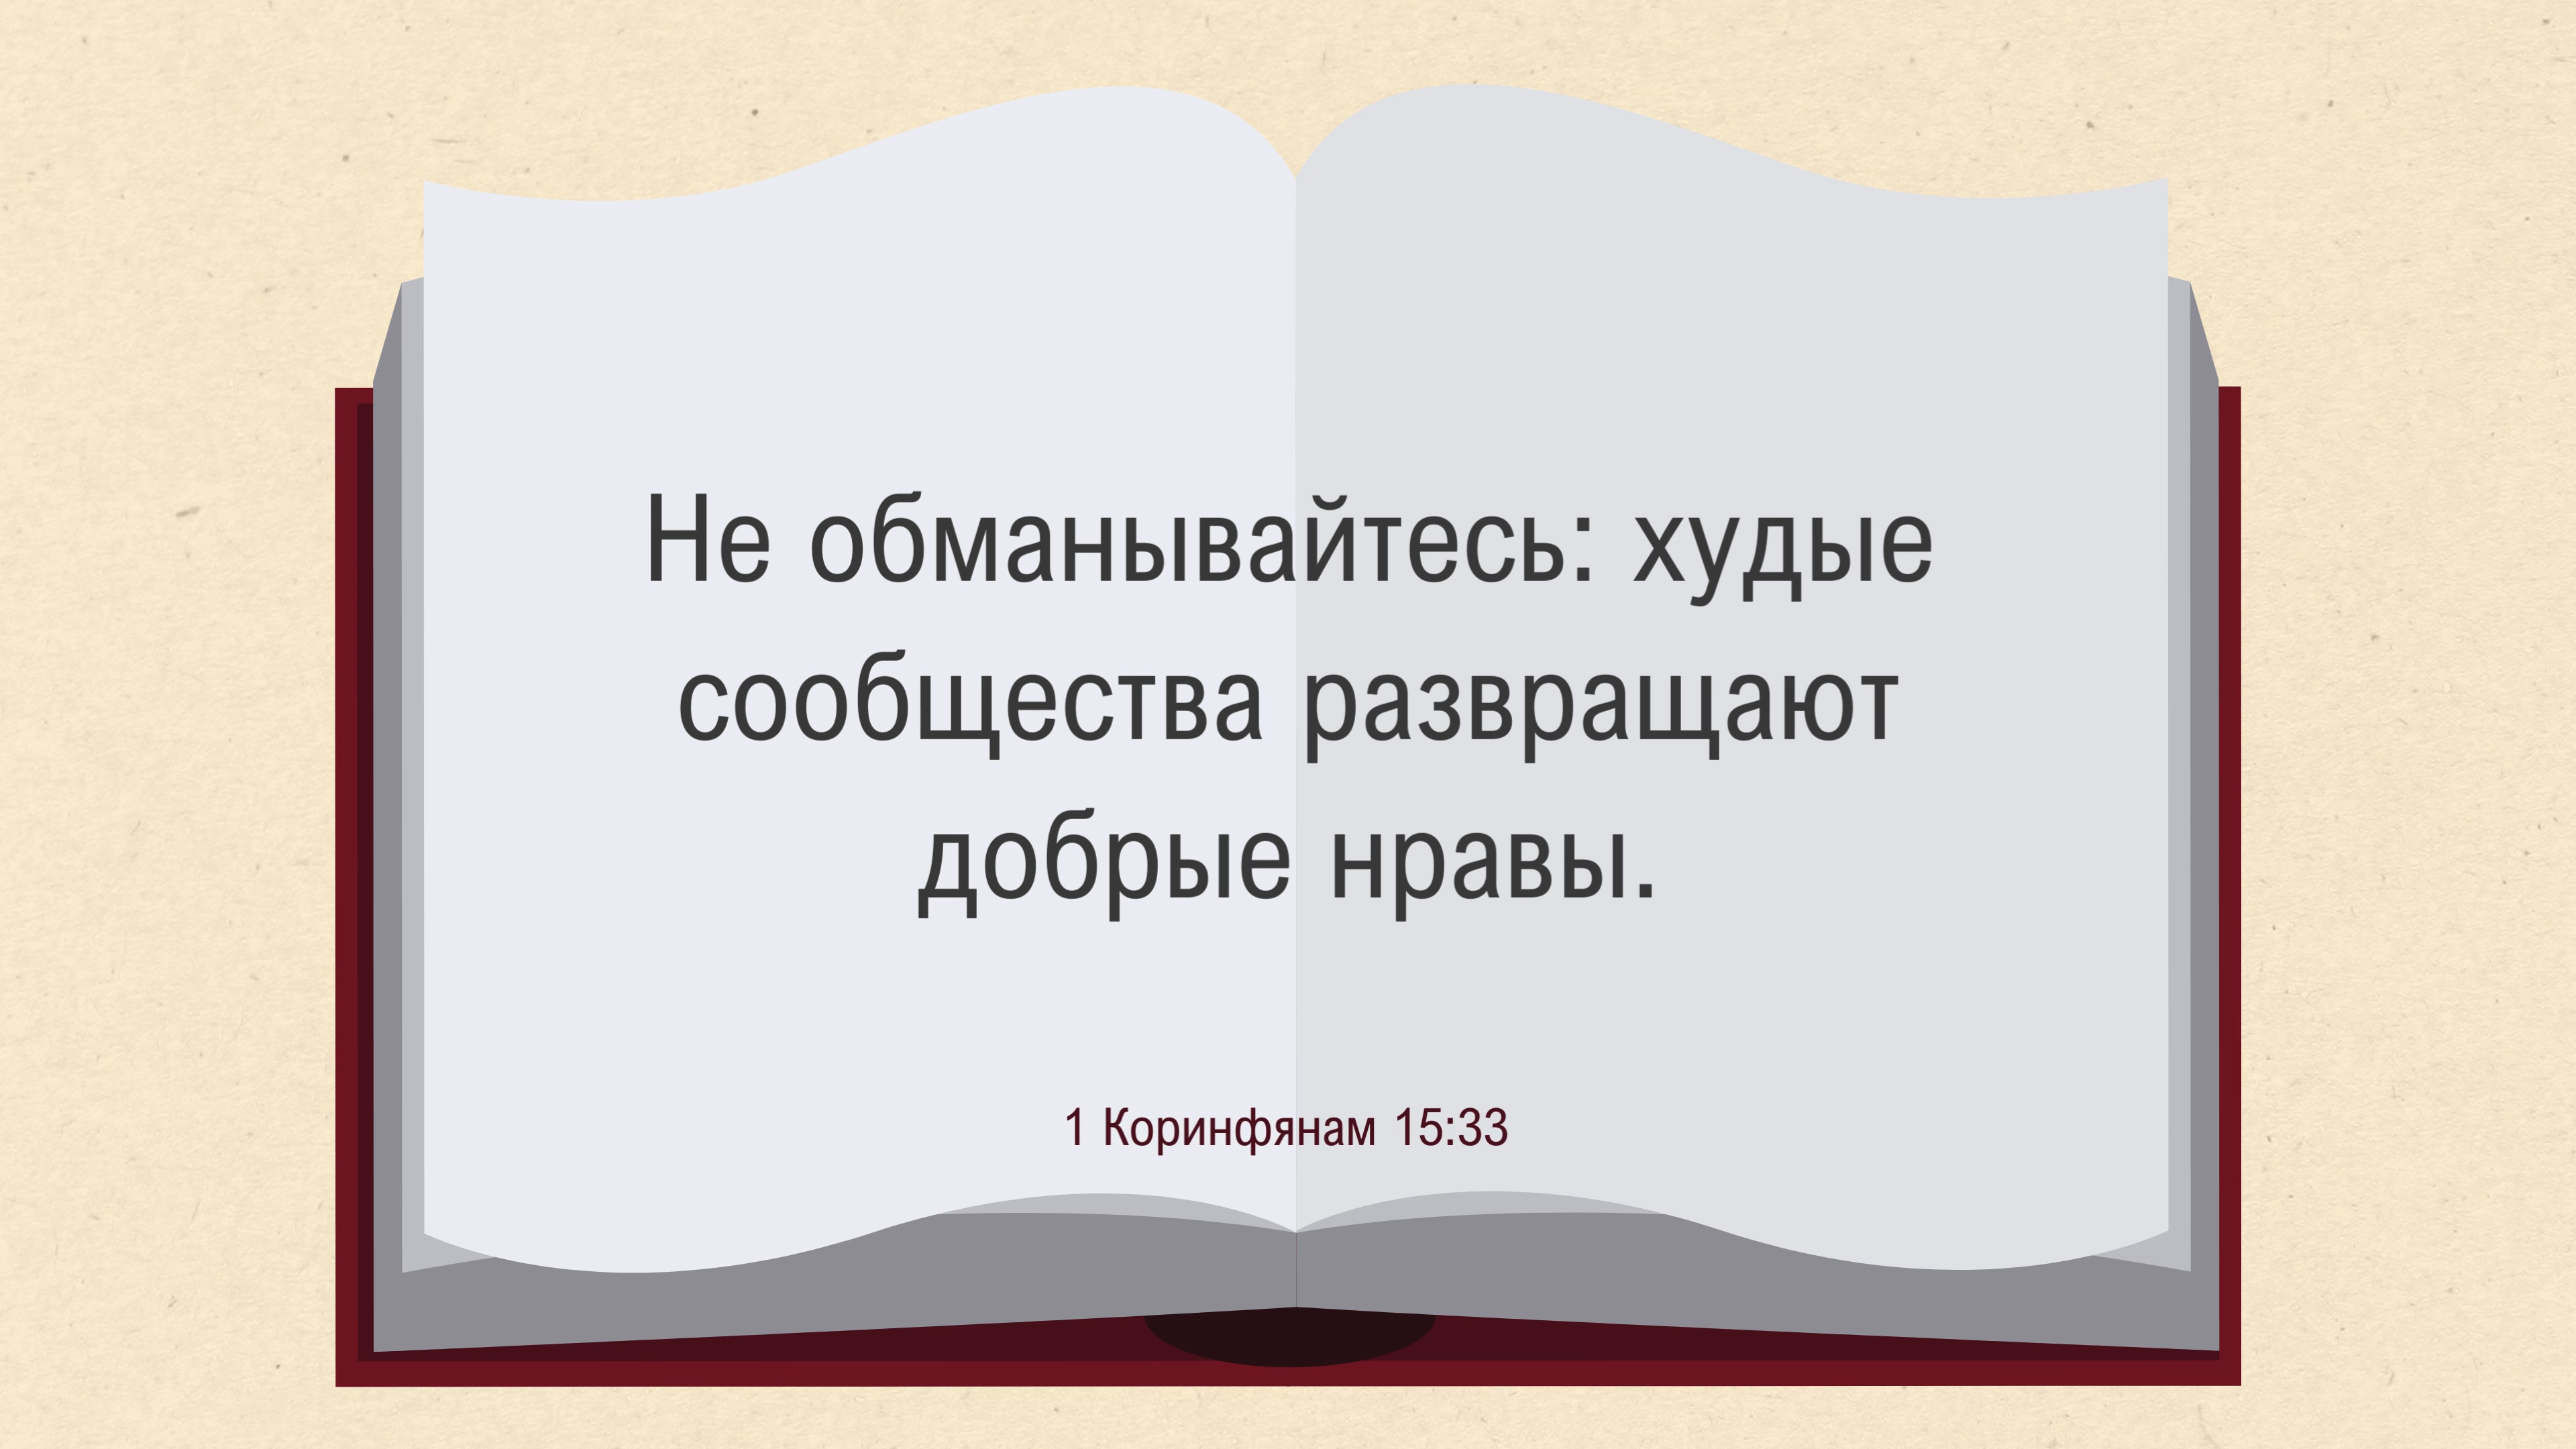 Не обманывайтесь: худые
сообщества развращают
добрые нравы.
1 Коринфянам 15:33